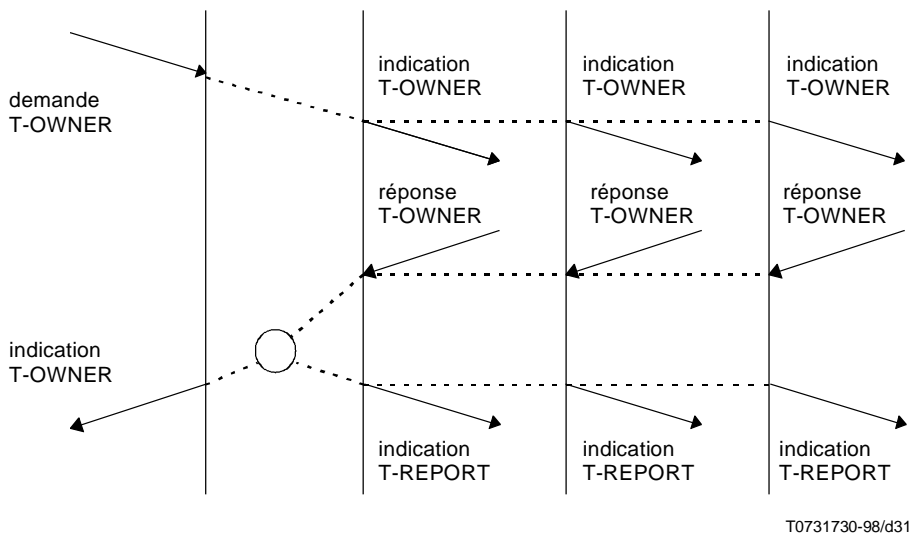 indication
T-OWNER
indication
T-OWNER
indication
T-OWNER
demande
T-OWNER
réponse
T-OWNER
réponse
T-OWNER
réponse
T-OWNER
indication
T-OWNER
indication
T-REPORT
indication
T-REPORT
indication
T-REPORT
T0731730-98/d31